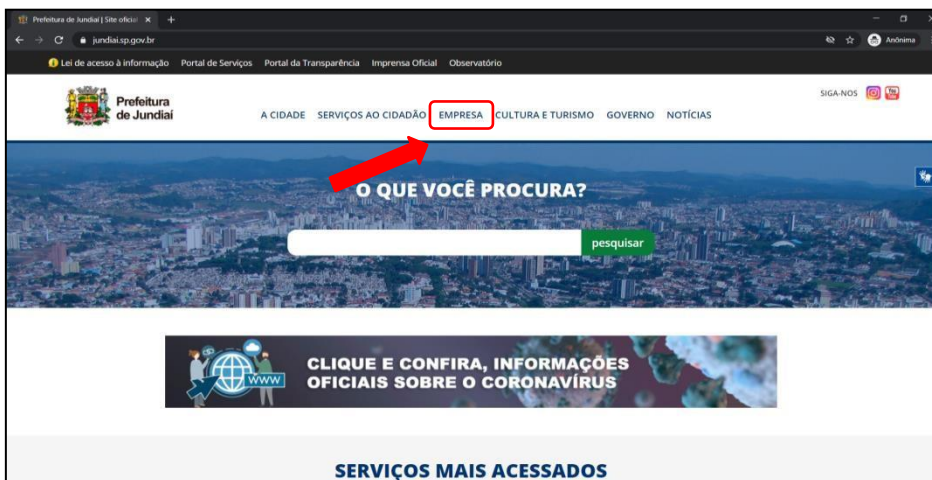 Prefeitura de Jundiaí | Site oficial
jundiai.sp.gov.br
Anônima
Lei de acesso à informação Portal de Serviços Portal da Transparência Imprensa Oficial Observatório
SIGA-NOS
Prefeitura
de Jundiaí
A CIDADE SERVIÇOS AO CIDADÃO EMPRESA CULTURA E TURISMO GOVERNO NOTÍCIAS
O QUE VOCÊ PROCURA?
pesquisar
CLIQUE E CONFIRA, INFORMAÇÕES
OFICIAIS SOBRE O CORONAVÍRUS
WWW
SERVIÇOS MAIS ACESSADOS